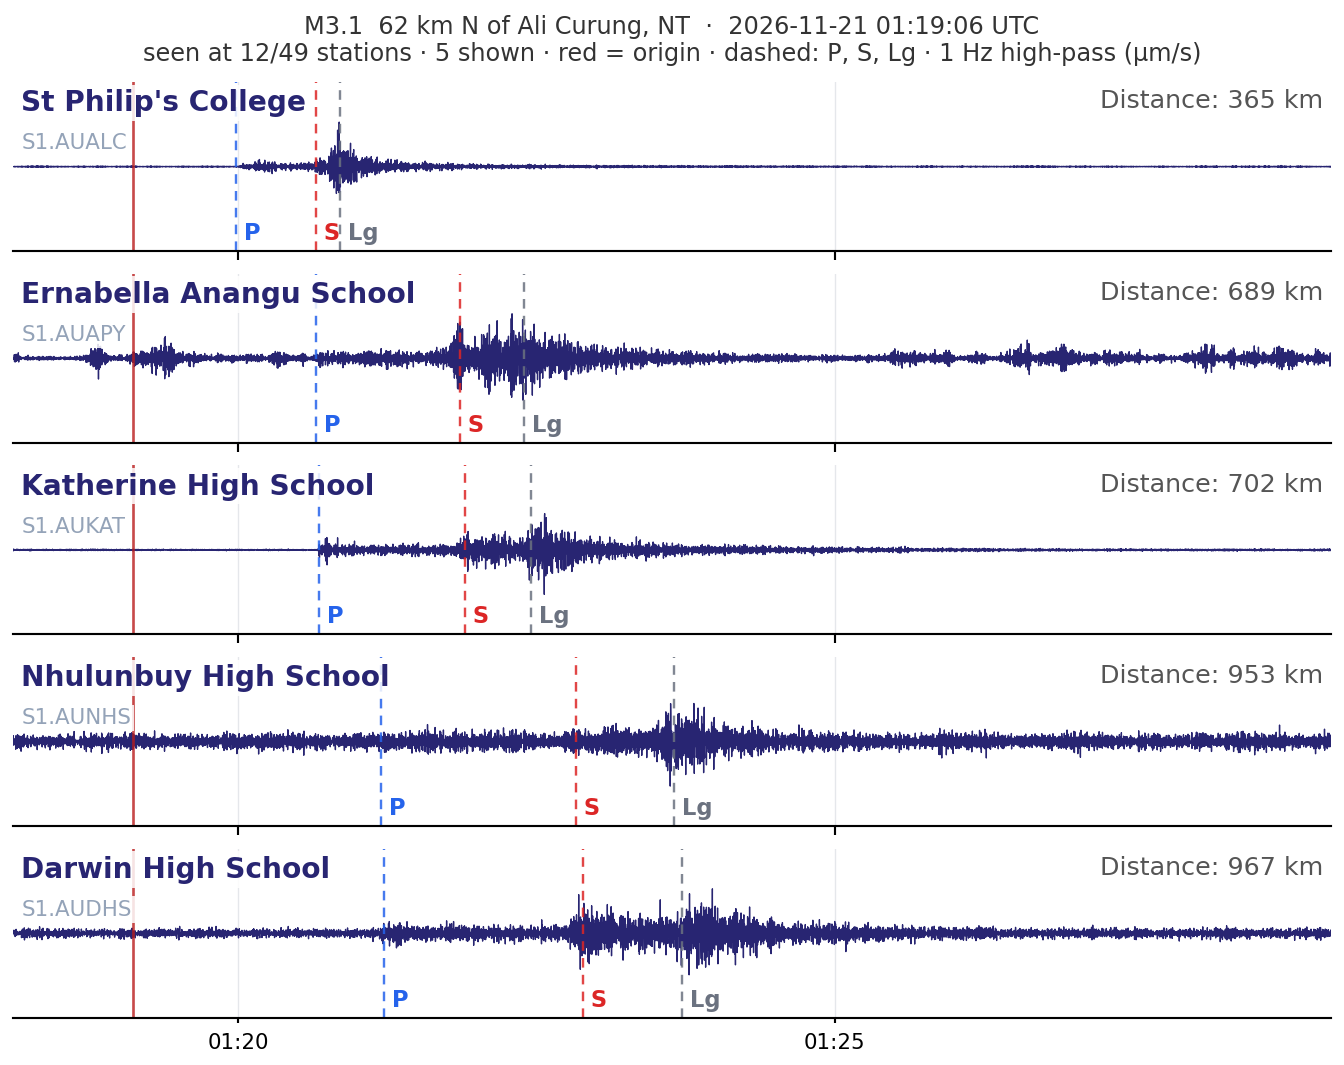 M3.1  62 km N of Ali Curung, NT  ·  2026-11-21 01:19:06 UTC
seen at 12/49 stations · 5 shown · red = origin · dashed: P, S, Lg · 1 Hz high-pass (µm/s)
St Philip's College
Distance: 365 km
S1.AUALC
P
S
Lg
Ernabella Anangu School
Distance: 689 km
S1.AUAPY
P
S
Lg
Katherine High School
Distance: 702 km
S1.AUKAT
P
S
Lg
Nhulunbuy High School
Distance: 953 km
S1.AUNHS
P
S
Lg
Darwin High School
Distance: 967 km
S1.AUDHS
P
S
Lg
01:20
01:25